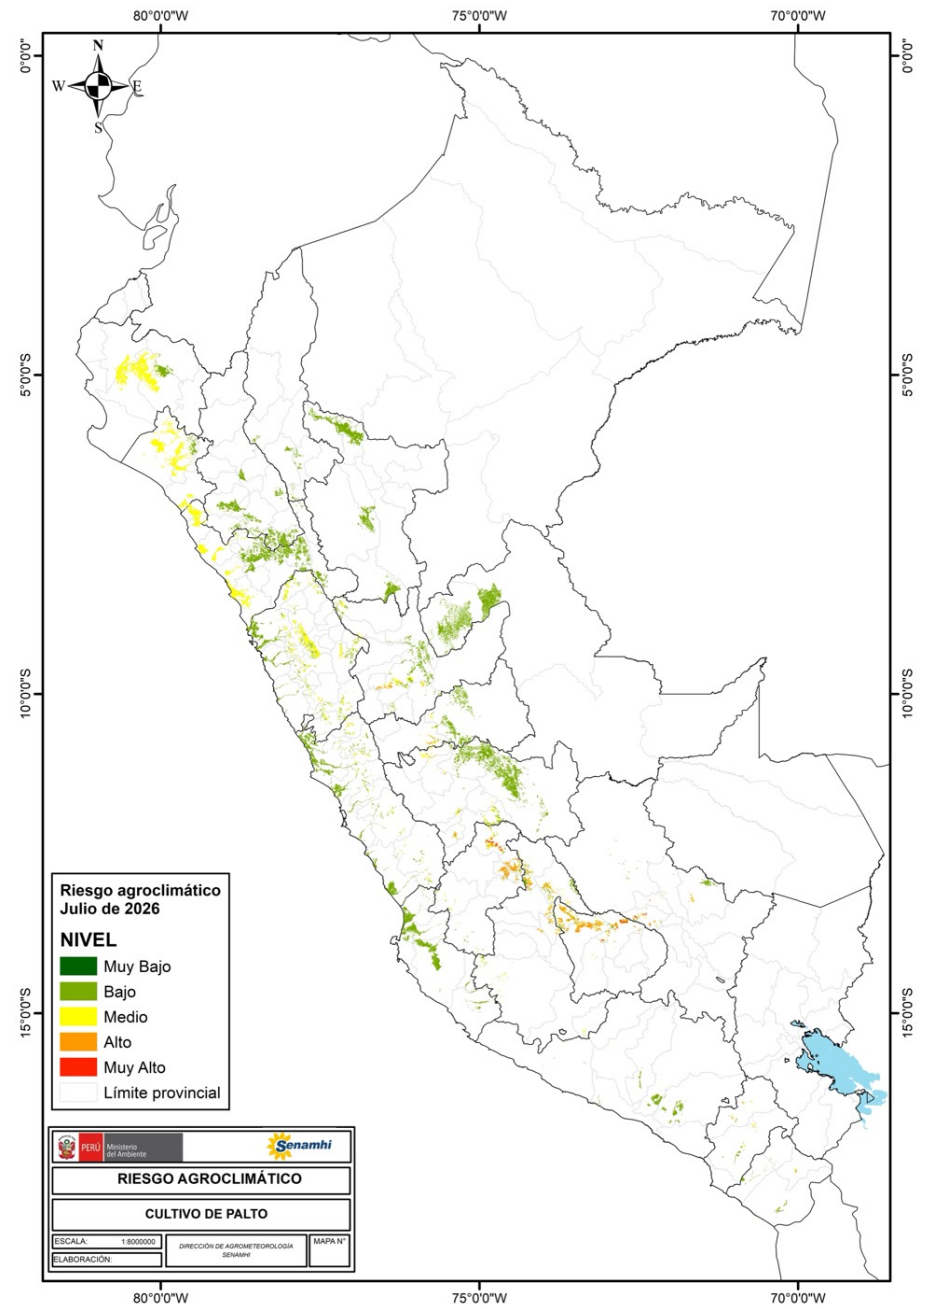 80°0'0"W 75°0'0"W 70°0'0"W
0°0'0" 0°0'0"
N
W E
S
5°0'0"S 5°0'0"S
10°0'0"S 10°0'0"S
15°0'0"S 15°0'0"S
Riesgo agroclimático
Julio de 2026
NIVEL
Muy Bajo
Bajo
Medio
Alto
Muy Alto
Límite provincial
PERÚ Ministerio
del Ambiente
Senamhi
RIESGO AGROCLIMÁTICO
CULTIVO DE PALTO
ESCALA: 1:8000000
DIRECCIÓN DE AGROMETEOROLOGÍA
SENAMHI
MAPA N°
ELABORACIÓN:
80°0'0"W 75°0'0"W 70°0'0"W